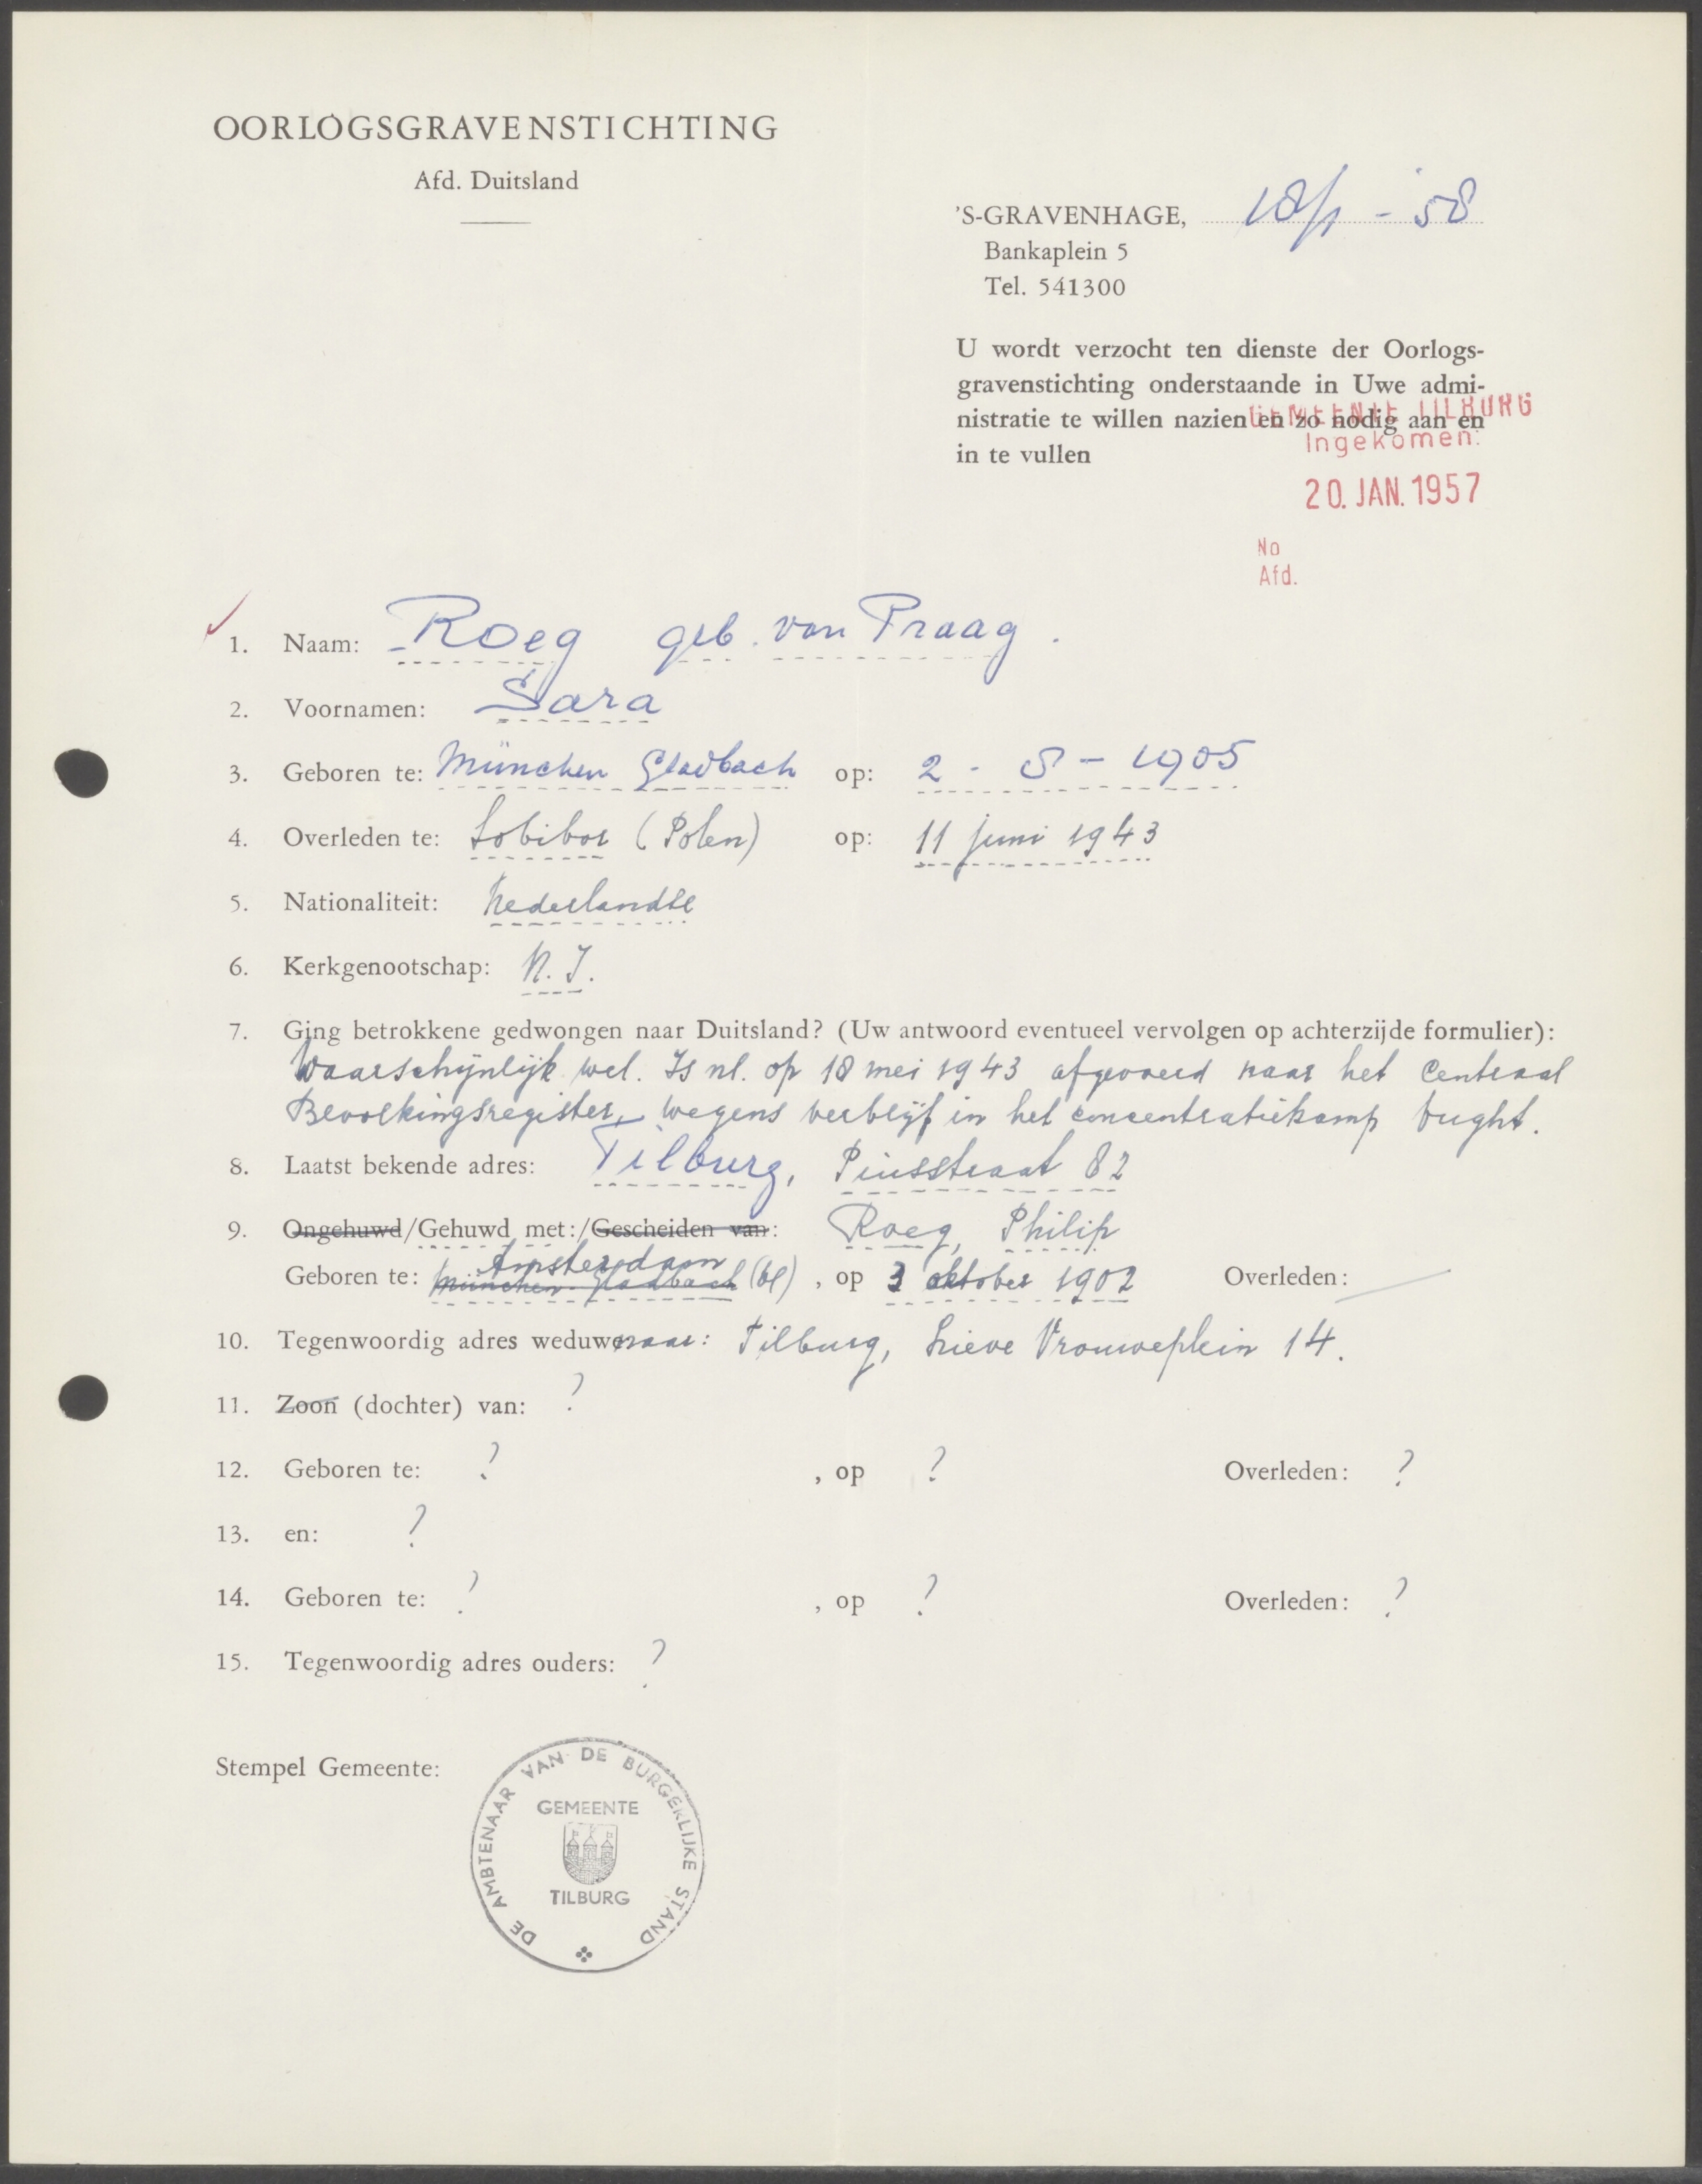 OORLOGSGRAVENSTICHTING
Afd. Duitsland
'S-GRAVENHAGE, 18/1 - '58
Bankaplein 5
Tel. 541300
U wordt verzocht ten dienste der Oorlogs-
gravenstichting onderstaande in Uwe admi-
nistratie te willen nazien en zo nodig aan en
in te vullen
GEMEENTE TILBURG
Ingekomen:
20. JAN. 1957
No
Afd.
1. Naam: Roeg geb. van Praag.
2. Voornamen: Sara
3. Geboren te: München Gladbach op: 2 - 5 - 1905
4. Overleden te: Sobibor (Polen) op: 11 juni 1943
5. Nationaliteit: Nederlandse
6. Kerkgenootschap: N.I.
7. Ging betrokkene gedwongen naar Duitsland? (Uw antwoord eventueel vervolgen op achterzijde formulier):
Waarschijnlijk wel. Is nl. op 18 mei 1943 afgevoerd naar het Centraal
Bevolkingsregister, wegens verblijf in het concentratiekamp Vught.
8. Laatst bekende adres: Tilburg, Piusstraat 82
9. Ongehuwd/Gehuwd met:/Gescheiden van: Roeg, Philip
Amsterdam
Geboren te: München-Gladbach (bl), op 3 oktober 1902 Overleden: —
10. Tegenwoordig adres weduwenaar: Tilburg, Lieve Vrouweplein 14.
11. Zoon (dochter) van: ?
12. Geboren te: ? , op ? Overleden: ?
13. en: ?
14. Geboren te: ? , op ? Overleden: ?
15. Tegenwoordig adres ouders: ?
Stempel Gemeente:
DE AMBTENAAR VAN DE BURGERLIJKE STAND
GEMEENTE
TILBURG